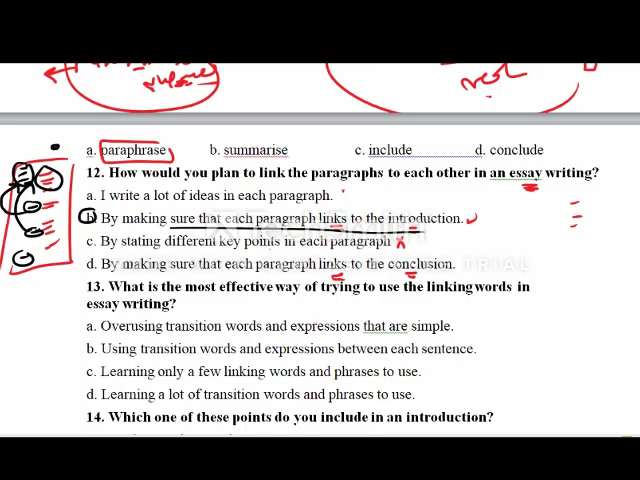 a. paraphrase b. summarise c. include d. conclude
12. How would you plan to link the paragraphs to each other in an essay writing?
a. I write a lot of ideas in each paragraph.
b. By making sure that each paragraph links to the introduction.
c. By stating different key points in each paragraph
d. By making sure that each paragraph links to the conclusion.
13. What is the most effective way of trying to use the linking words in
essay writing?
a. Overusing transition words and expressions that are simple.
b. Using transition words and expressions between each sentence.
c. Learning only a few linking words and phrases to use.
d. Learning a lot of transition words and phrases to use.
14. Which one of these points do you include in an introduction?